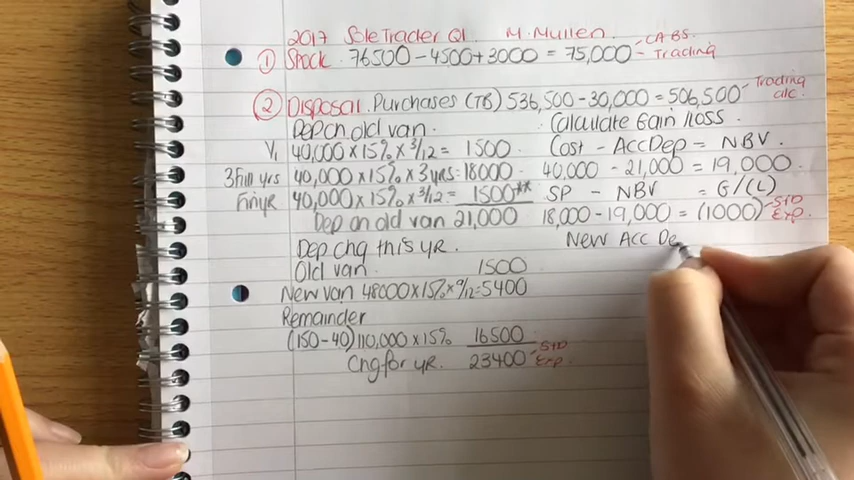 2017 Sole Trader Q1. M. Mullen.
① Stock. 76500 - 4500 + 3000 = 75,000 - CA BS. - Trading
② Disposal. Purchases (TB) 536,500 - 30,000 = 506,500 - Trading calc
Dep on old van. Calculate Gain/loss.
Y1 40,000 x 15% x 3/12 = 1500 Cost - Acc Dep = NBV.
3 Full yrs 40,000 x 15% x 3 yrs = 18000 40,000 - 21,000 = 19,000
Fin yr 40,000 x 15% x 3/12 = 1500** SP - NBV = G/(L)
Dep on old van 21,000 18,000 - 19,000 = (1000) - S+D Exp.
Dep chg this yr. New Acc De
Old van 1500
New van 48000 x 15% x 9/12 = 5400
Remainder
(150-40) 110,000 x 15% 16500
Chg for yr. 23400 - S+D Exp.